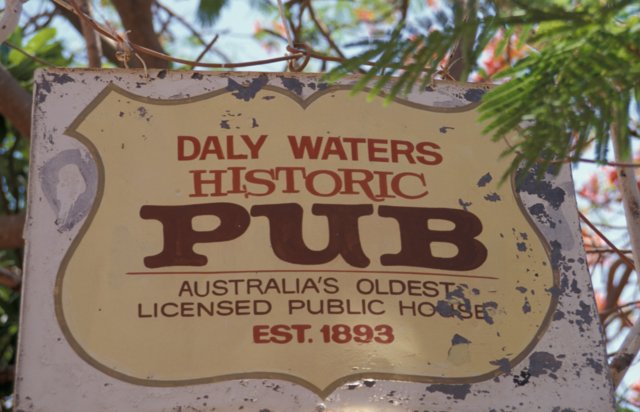 DALY WATERS
HISTORIC
PUB
AUSTRALIA'S OLDEST
LICENSED PUBLIC HOUSE
EST. 1893